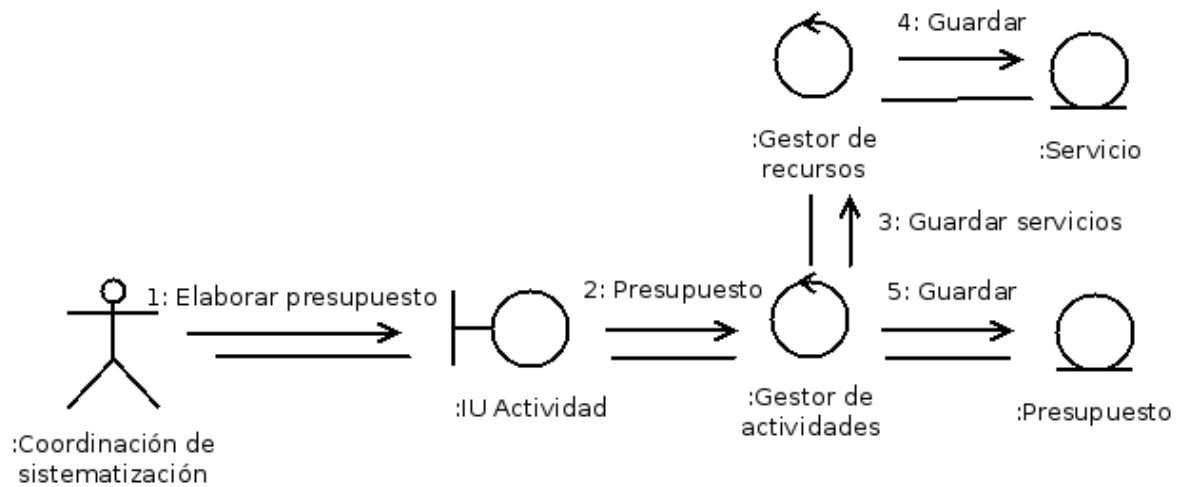 4: Guardar
:Gestor de
recursos
:Servicio
3: Guardar servicios
1: Elaborar presupuesto
2: Presupuesto
5: Guardar
:Coordinación de
sistematización
:IU Actividad
:Gestor de
actividades
:Presupuesto